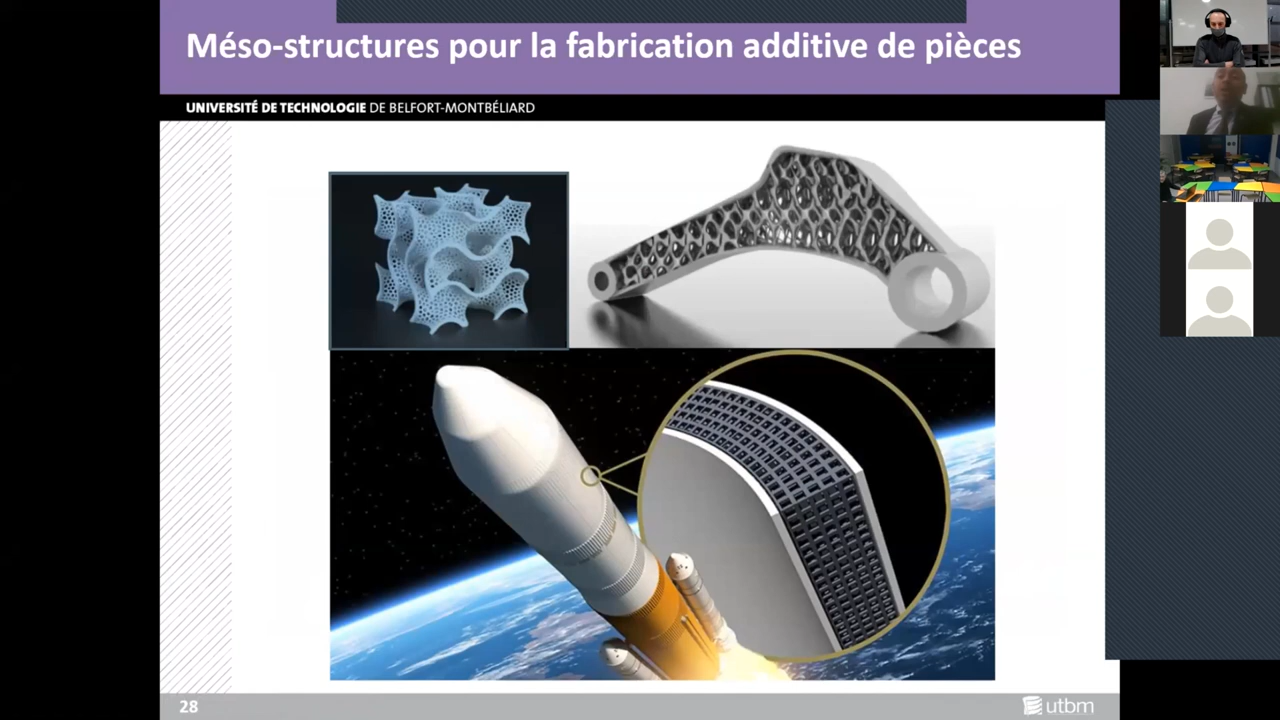 Méso-structures pour la fabrication additive de pièces
UNIVERSITÉ DE TECHNOLOGIE DE BELFORT-MONTBÉLIARD
28
utbm